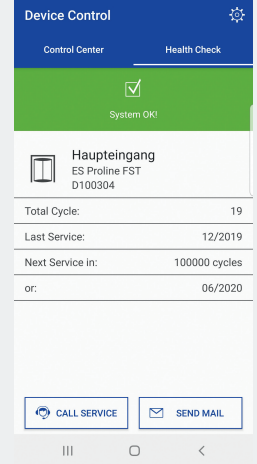 Device Control
Control Center Health Check
System OK!
Haupteingang
ES Proline FST
D100304
Total Cycle: 19
Last Service: 12/2019
Next Service in: 100000 cycles
or: 06/2020
CALL SERVICE SEND MAIL